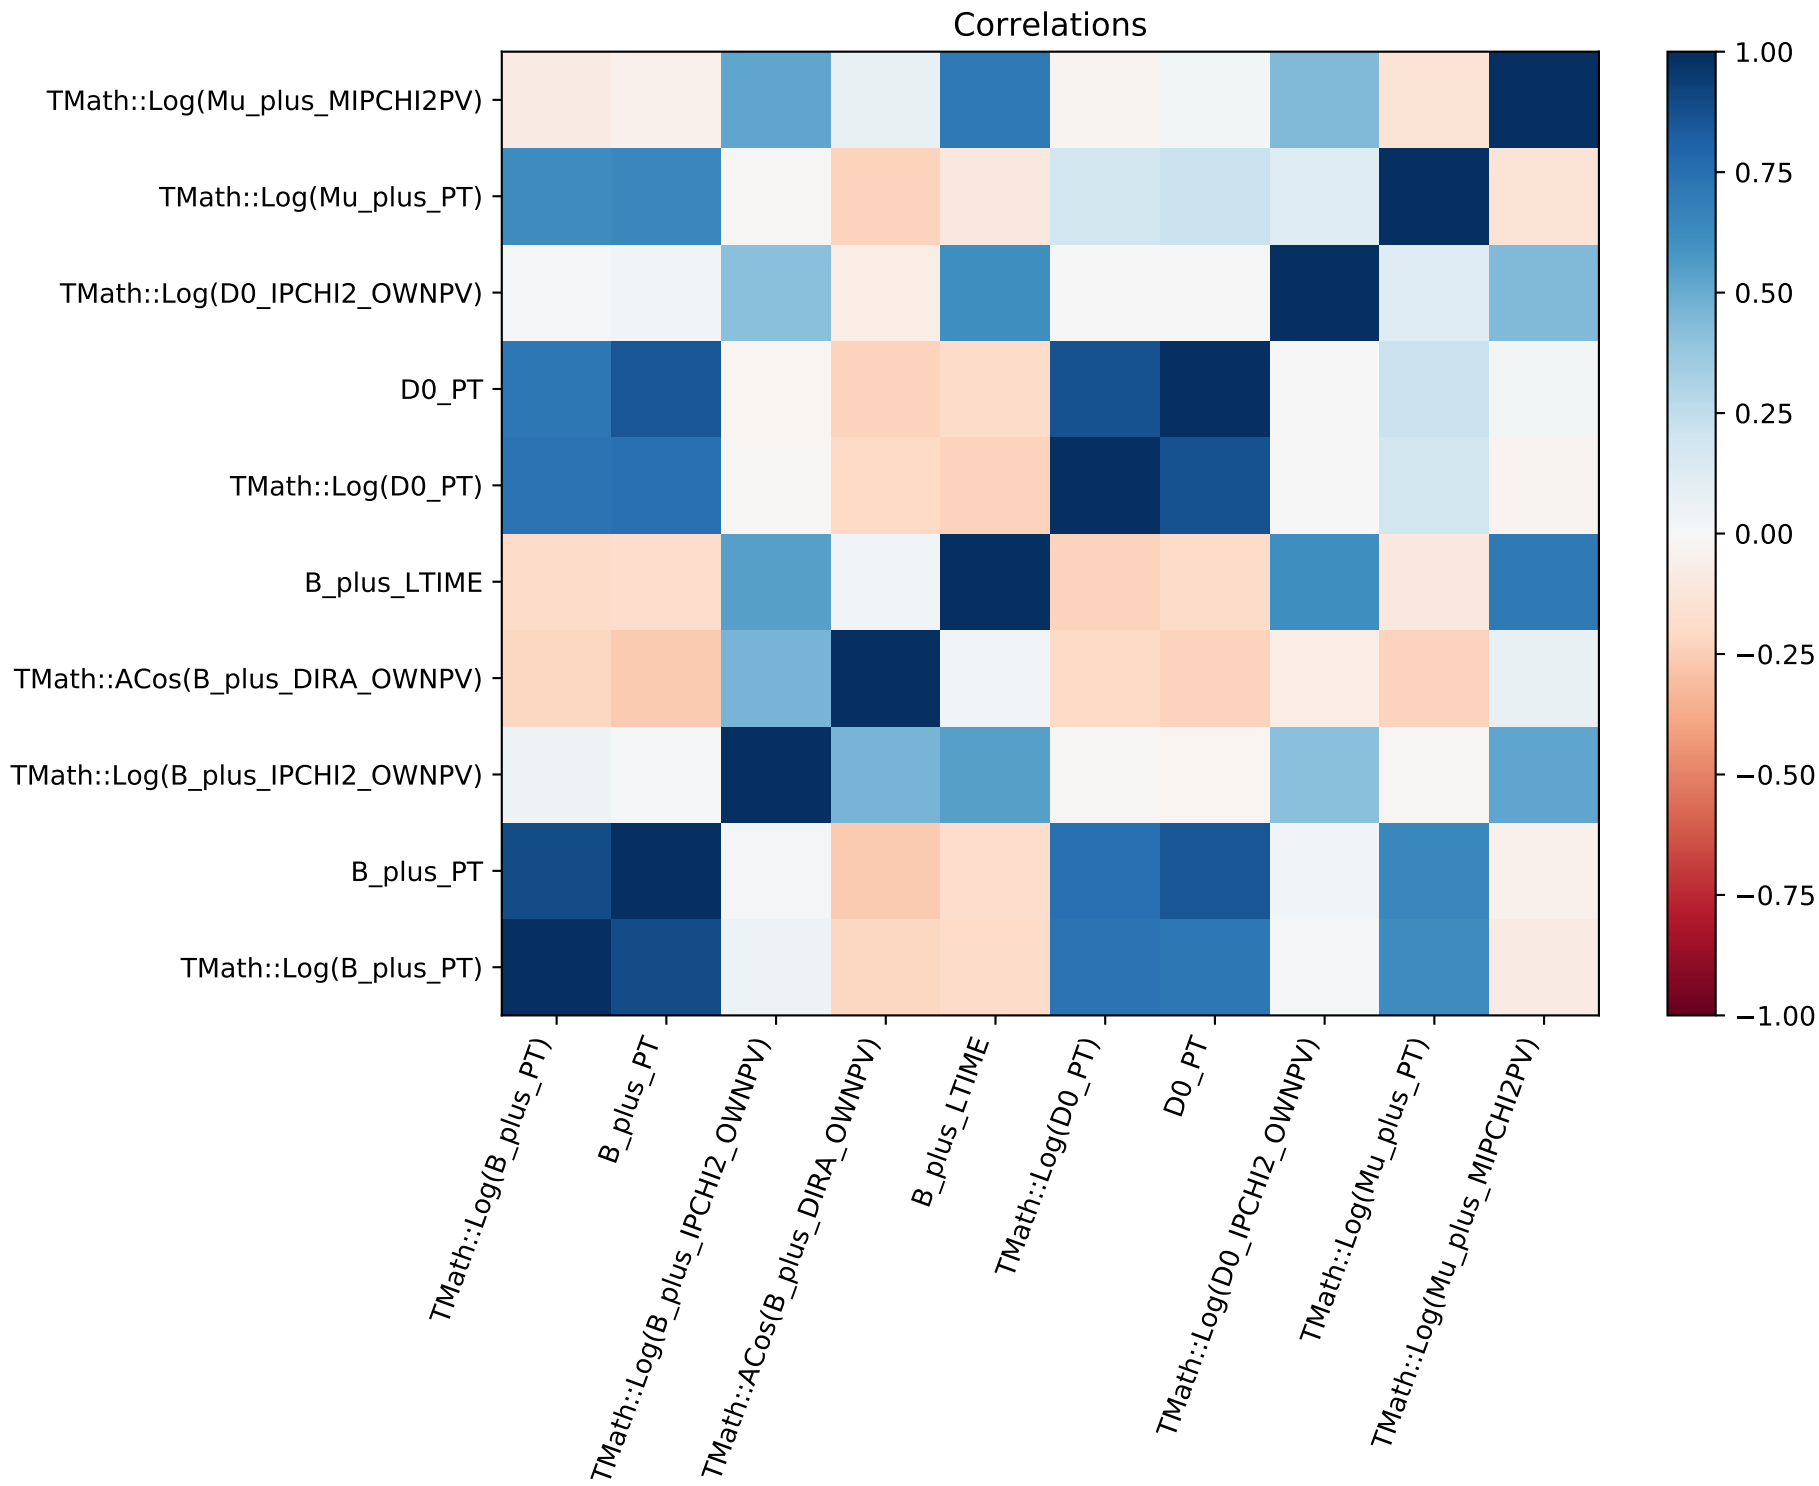 Correlations
TMath::Log(Mu_plus_MIPCHI2PV)
TMath::Log(Mu_plus_PT)
TMath::Log(D0_IPCHI2_OWNPV)
D0_PT
TMath::Log(D0_PT)
B_plus_LTIME
TMath::ACos(B_plus_DIRA_OWNPV)
TMath::Log(B_plus_IPCHI2_OWNPV)
B_plus_PT
TMath::Log(B_plus_PT)
TMath::Log(B_plus_PT)
B_plus_PT
TMath::Log(B_plus_IPCHI2_OWNPV)
TMath::ACos(B_plus_DIRA_OWNPV)
B_plus_LTIME
TMath::Log(D0_PT)
D0_PT
TMath::Log(D0_IPCHI2_OWNPV)
TMath::Log(Mu_plus_PT)
TMath::Log(Mu_plus_MIPCHI2PV)
1.00
0.75
0.50
0.25
0.00
−0.25
−0.50
−0.75
−1.00